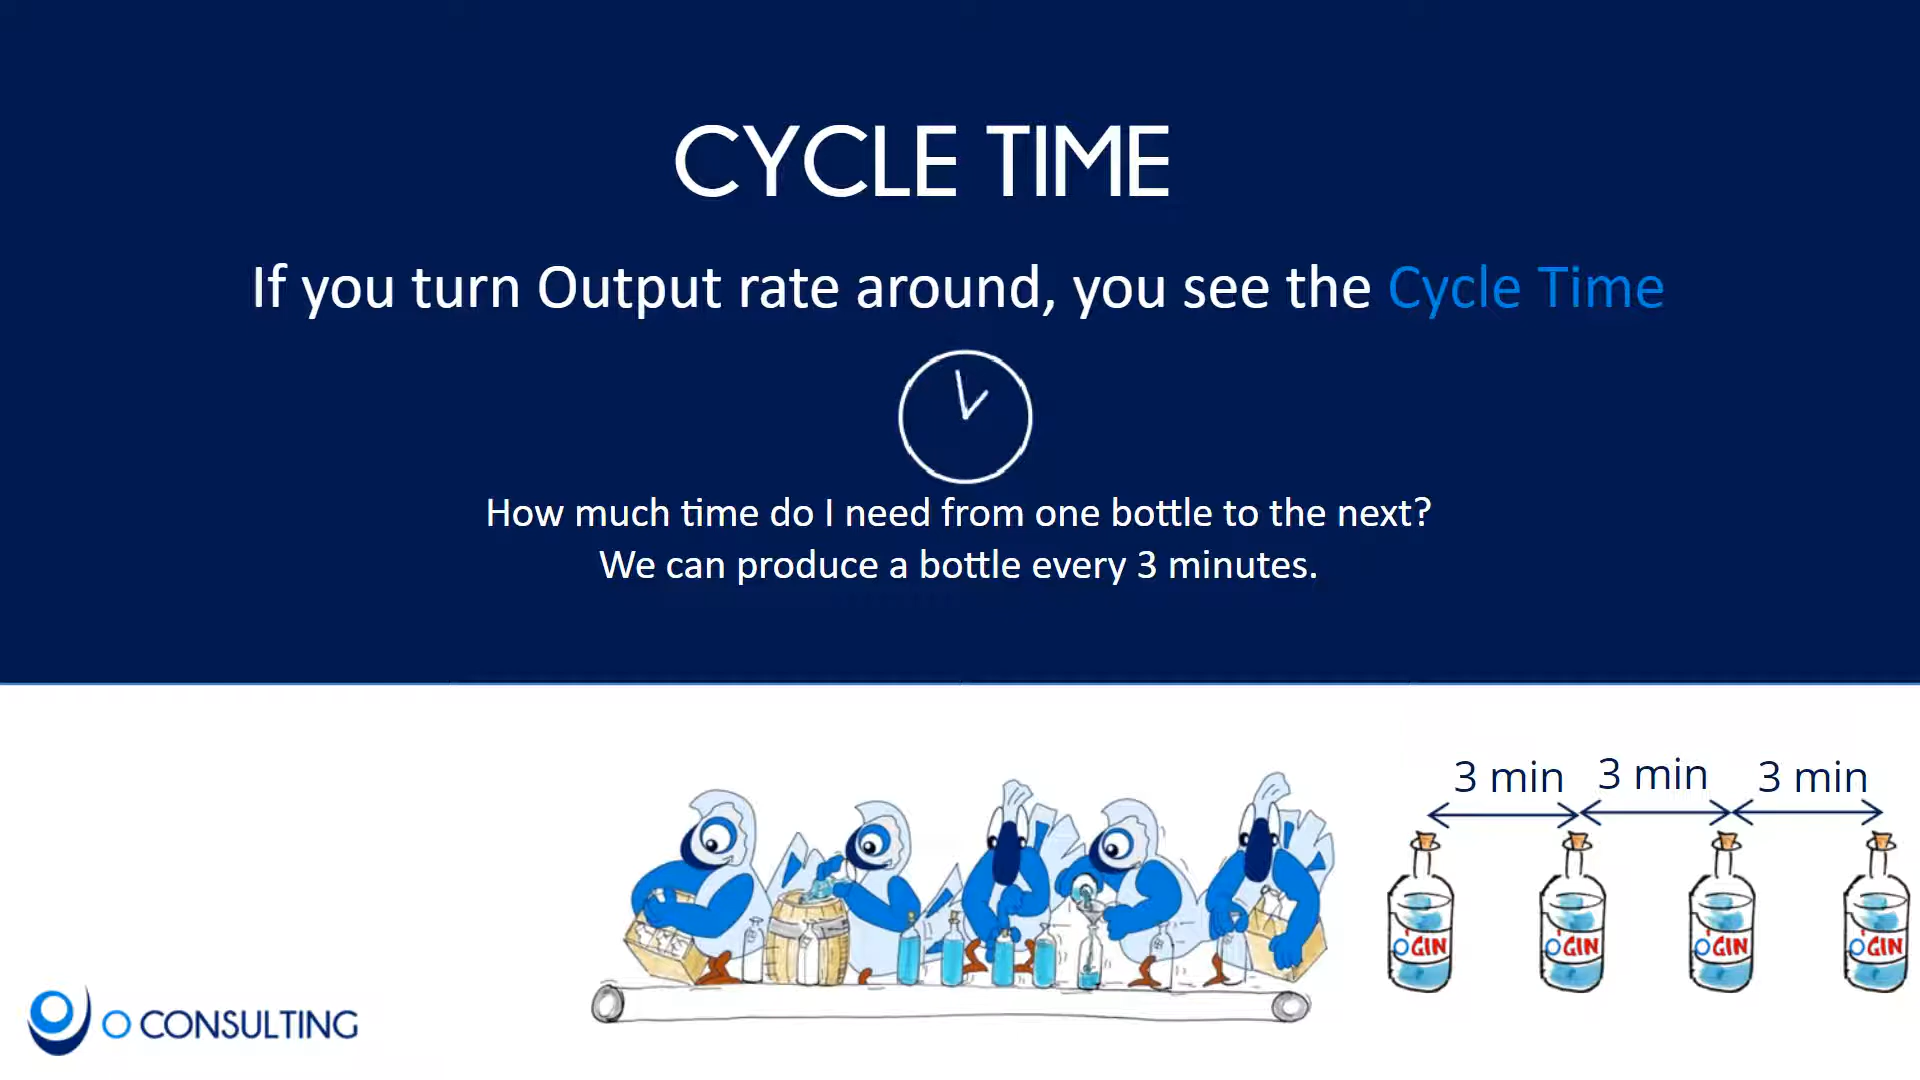 CYCLE TIME
If you turn Output rate around, you see the Cycle Time
How much time do I need from one bottle to the next?
We can produce a bottle every 3 minutes.
3 min 3 min 3 min
O'GIN O'GIN O'GIN O'GIN
O CONSULTING